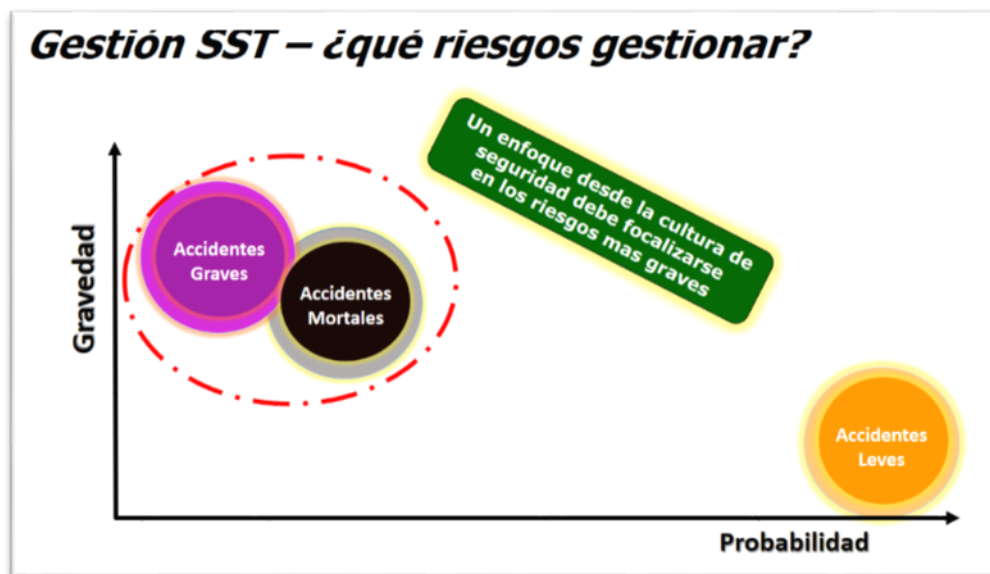 Gestión SST – ¿qué riesgos gestionar?
Un enfoque desde la cultura de
seguridad debe focalizarse
en los riesgos mas graves
Gravedad
Accidentes
Graves
Accidentes
Mortales
Accidentes
Leves
Probabilidad